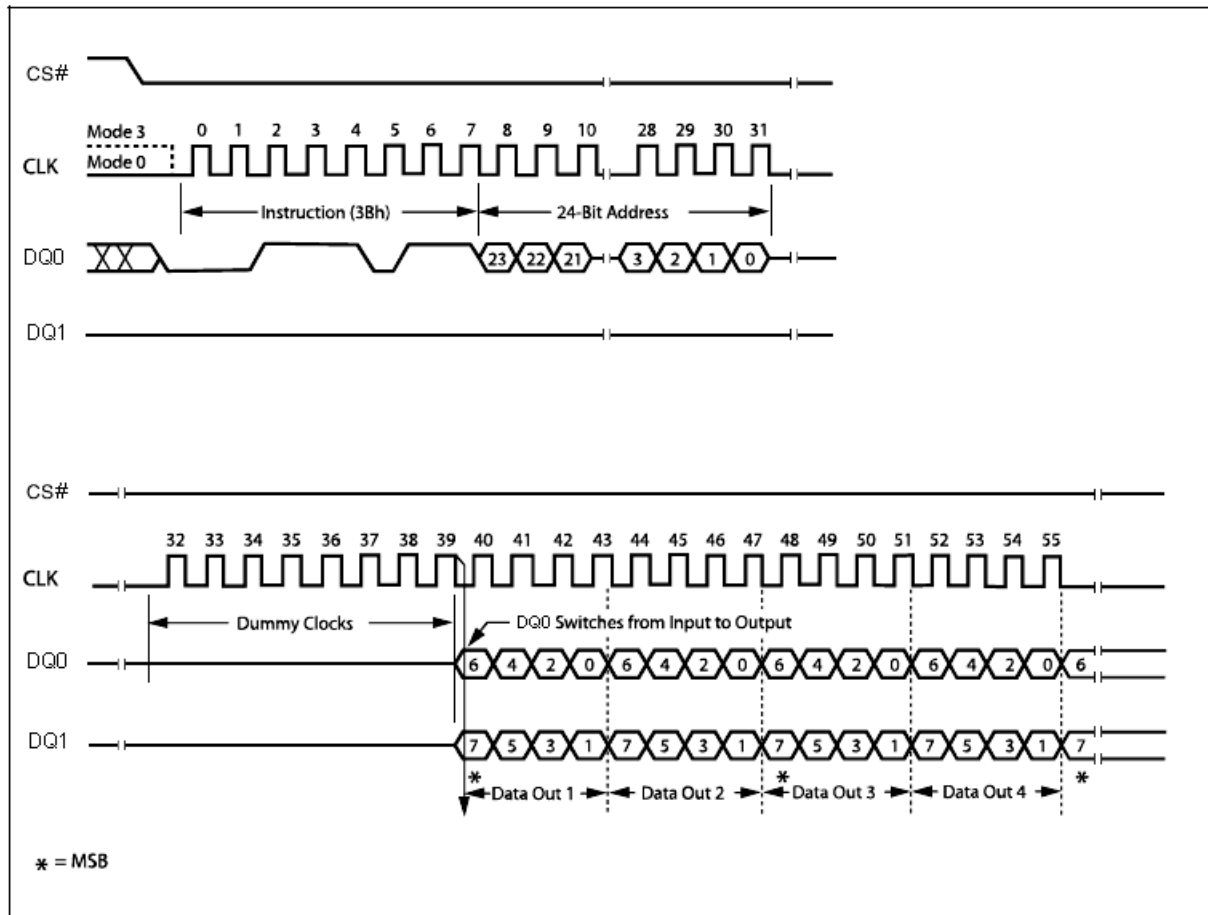 CS#
Mode 3 0 1 2 3 4 5 6 7 8 9 10 28 29 30 31
Mode 0
CLK
Instruction (3Bh) 24-Bit Address
DQ0 23 22 21 3 2 1 0
DQ1
CS#
32 33 34 35 36 37 38 39 40 41 42 43 44 45 46 47 48 49 50 51 52 53 54 55
CLK
Dummy Clocks DQ0 Switches from Input to Output
DQ0 6 4 2 0 6 4 2 0 6 4 2 0 6 4 2 0 6
DQ1 7 5 3 1 7 5 3 1 7 5 3 1 7 5 3 1 7
* * *
Data Out 1 Data Out 2 Data Out 3 Data Out 4
* = MSB